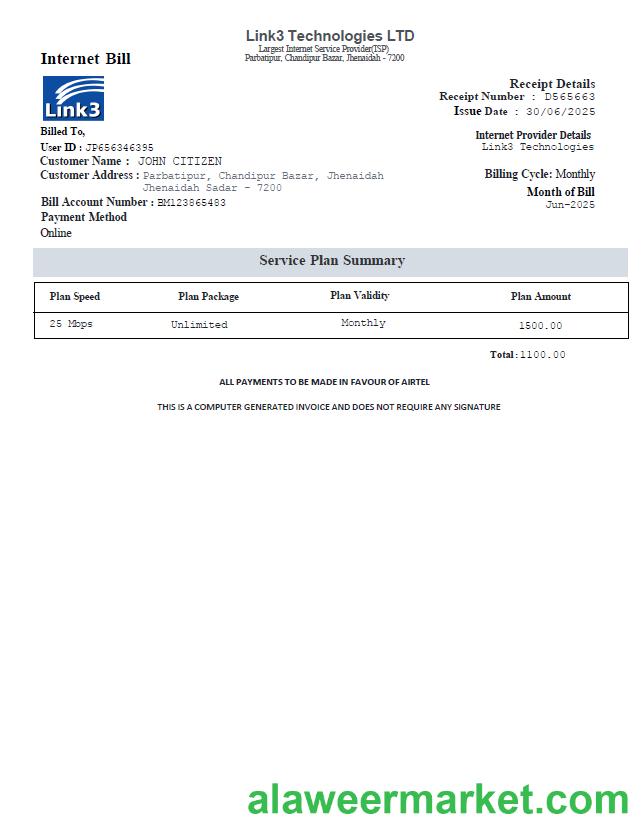 Link3 Technologies LTD
Largest Internet Service Provider(ISP)
Parbatipur, Chandipur Bazar, Jhenaidah - 7200
Internet Bill
Link3
Receipt Details
Receipt Number : D565663
Issue Date : 30/06/2025
Billed To,
User ID : JP656346395
Customer Name : JOHN CITIZEN
Customer Address : Parbatipur, Chandipur Bazar, Jhenaidah
Jhenaidah Sadar - 7200
Bill Account Number : BM123865483
Payment Method
Online
Internet Provider Details
Link3 Technologies
Billing Cycle: Monthly
Month of Bill
Jun-2025
Service Plan Summary
Plan Speed Plan Package Plan Validity Plan Amount
25 Mbps Unlimited Monthly 1500.00
Total :1100.00
ALL PAYMENTS TO BE MADE IN FAVOUR OF AIRTEL
THIS IS A COMPUTER GENERATED INVOICE AND DOES NOT REQUIRE ANY SIGNATURE
alaweermarket.com